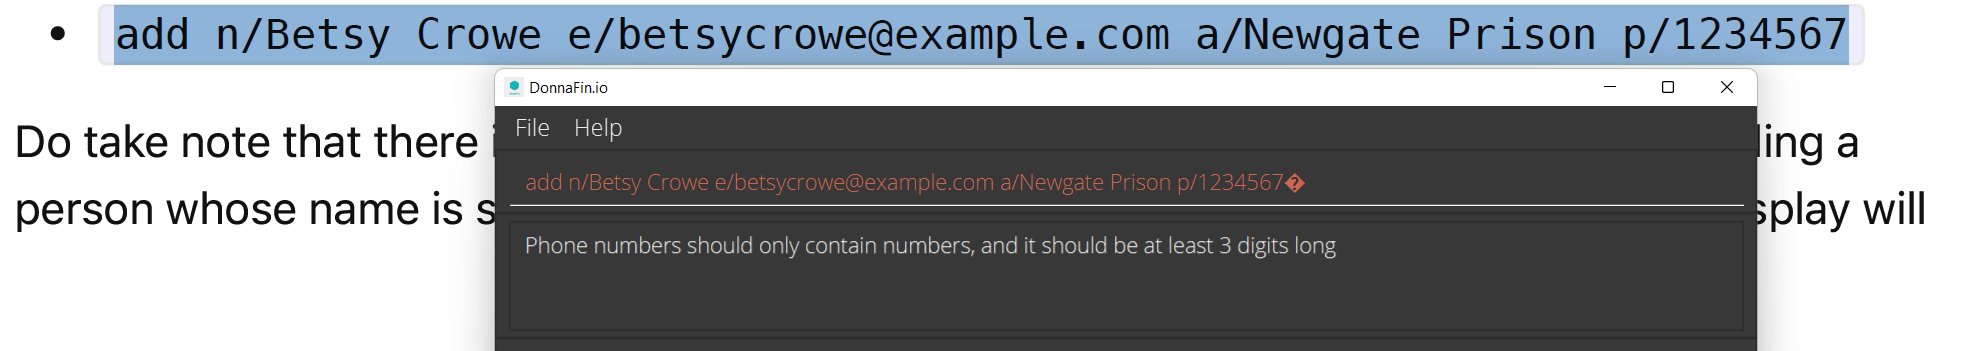 • add n/Betsy Crowe e/betsycrowe@example.com a/Newgate Prison p/1234567
DonnaFin.io
File Help
Do take note that there ling a
add n/Betsy Crowe e/betsycrowe@example.com a/Newgate Prison p/1234567�
person whose name is s splay will
Phone numbers should only contain numbers, and it should be at least 3 digits long